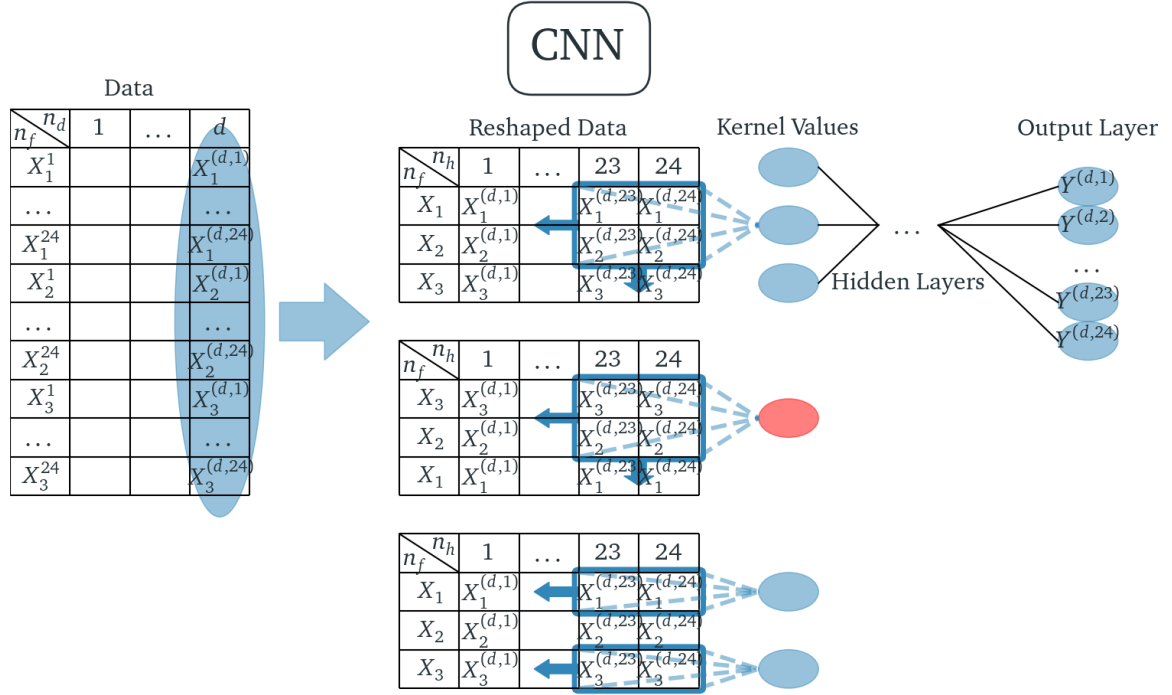 CNN
Data
n_d
n_f 1 ... d
X_1^1 X_1^{(d,1)}
... ...
X_1^{24} X_1^{(d,24)}
X_2^1 X_2^{(d,1)}
... ...
X_2^{24} X_2^{(d,24)}
X_3^1 X_3^{(d,1)}
... ...
X_3^{24} X_3^{(d,24)}
Reshaped Data
n_h
n_f 1 ... 23 24
X_1 X_1^{(d,1)} X_1^{(d,23)} X_1^{(d,24)}
X_2 X_2^{(d,1)} X_2^{(d,23)} X_2^{(d,24)}
X_3 X_3^{(d,1)} X_3^{(d,23)} X_3^{(d,24)}
n_h
n_f 1 ... 23 24
X_3 X_3^{(d,1)} X_3^{(d,23)} X_3^{(d,24)}
X_2 X_2^{(d,1)} X_2^{(d,23)} X_2^{(d,24)}
X_1 X_1^{(d,1)} X_1^{(d,23)} X_1^{(d,24)}
n_h
n_f 1 ... 23 24
X_1 X_1^{(d,1)} X_1^{(d,23)} X_1^{(d,24)}
X_2 X_2^{(d,1)} X_2^{(d,23)} X_2^{(d,24)}
X_3 X_3^{(d,1)} X_3^{(d,23)} X_3^{(d,24)}
Kernel Values
...
Hidden Layers
Output Layer
Y^{(d,1)}
Y^{(d,2)}
...
Y^{(d,23)}
Y^{(d,24)}